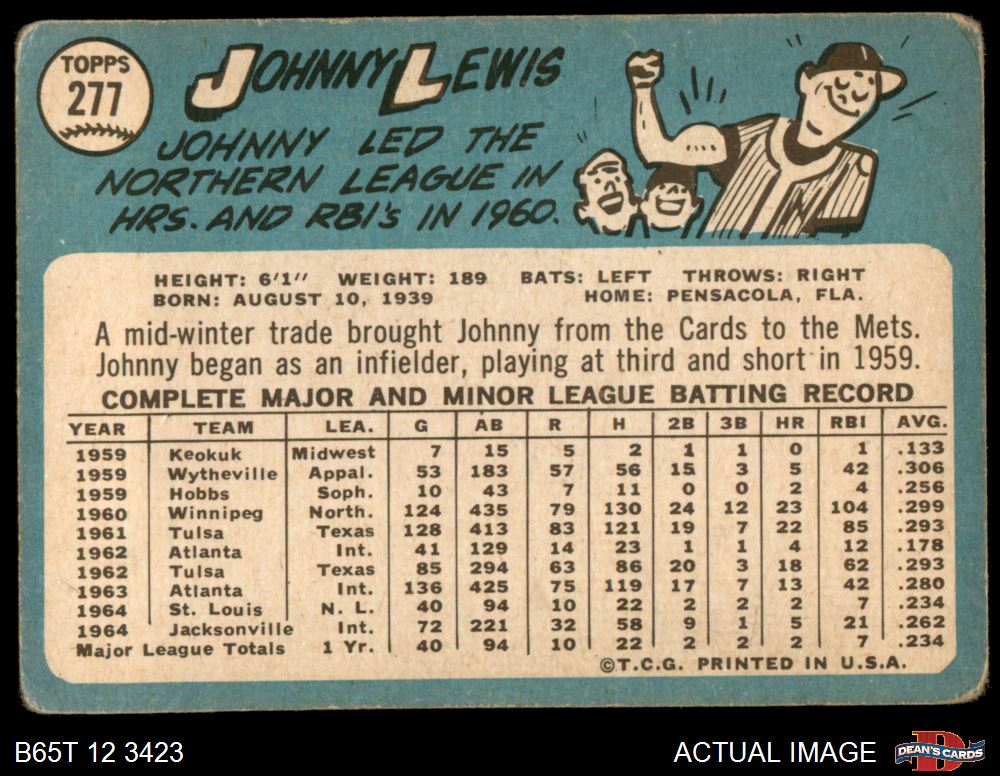 TOPPS
277
JOHNNY LEWIS
JOHNNY LED THE
NORTHERN LEAGUE IN
HRS. AND RBI's IN 1960.
HEIGHT: 6'1" WEIGHT: 189 BATS: LEFT THROWS: RIGHT
BORN: AUGUST 10, 1939 HOME: PENSACOLA, FLA.
A mid-winter trade brought Johnny from the Cards to the Mets.
Johnny began as an infielder, playing at third and short in 1959.
COMPLETE MAJOR AND MINOR LEAGUE BATTING RECORD
YEAR TEAM LEA. G AB R H 2B 3B HR RBI AVG.
1959 Keokuk Midwest 7 15 5 2 1 1 0 1 .133
1959 Wytheville Appal. 53 183 57 56 15 3 5 42 .306
1959 Hobbs Soph. 10 43 7 11 0 0 2 4 .256
1960 Winnipeg North. 124 435 79 130 24 12 23 104 .299
1961 Tulsa Texas 128 413 83 121 19 7 22 85 .293
1962 Atlanta Int. 41 129 14 23 1 1 4 12 .178
1962 Tulsa Texas 85 294 63 86 20 3 18 62 .293
1963 Atlanta Int. 136 425 75 119 17 7 13 42 .280
1964 St. Louis N. L. 40 94 10 22 2 2 2 7 .234
1964 Jacksonville Int. 72 221 32 58 9 1 5 21 .262
Major League Totals 1 Yr. 40 94 10 22 2 2 2 7 .234
©T.C.G. PRINTED IN U.S.A.
B65T 12 3423
ACTUAL IMAGE
D
DEAN'S CARDS